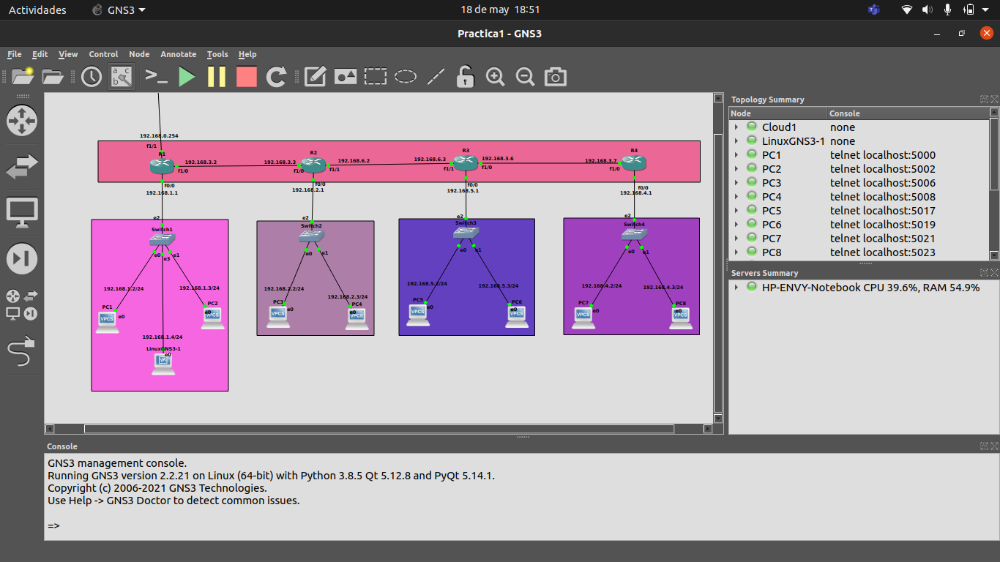 Actividades GNS3 18 de may 18:51
Practica1 - GNS3
File Edit View Control Node Annotate Tools Help
Topology Summary
Node Console
Cloud1 none
LinuxGNS3-1 none
PC1 telnet localhost:5000
PC2 telnet localhost:5002
PC3 telnet localhost:5006
PC4 telnet localhost:5008
PC5 telnet localhost:5017
PC6 telnet localhost:5019
PC7 telnet localhost:5021
PC8 telnet localhost:5023
Servers Summary
HP-ENVY-Notebook CPU 39.6%, RAM 54.9%
192.168.0.254
f1/1
R1 R2 R3 R4
192.168.3.2 192.168.3.3 192.168.6.2 192.168.6.3 192.168.3.6 192.168.3.7
f1/0 f1/0 f1/1 f1/1 f1/0 f1/0
f0/0 f0/0 f0/0 f0/0
192.168.1.1 192.168.2.1 192.168.5.1 192.168.4.1
e2 e2 e2 e2
Switch1 Switch2 Switch3 Switch4
e0 e3 e1 e0 e1 e0 e1 e0 e1
192.168.1.2/24 192.168.1.3/24 192.168.2.2/24 192.168.2.3/24 192.168.5.2/24 192.168.5.3/24 192.168.4.2/24 192.168.4.3/24
PC1 PC2 PC3 PC4 PC5 PC6 PC7 PC8
e0 e0 e0 e0 e0 e0 e0 e0
VPCS VPCS VPCS VPCS VPCS VPCS VPCS VPCS
192.168.1.4/24
LinuxGNS3-1
e0
Console
GNS3 management console.
Running GNS3 version 2.2.21 on Linux (64-bit) with Python 3.8.5 Qt 5.12.8 and PyQt 5.14.1.
Copyright (c) 2006-2021 GNS3 Technologies.
Use Help -> GNS3 Doctor to detect common issues.
=>